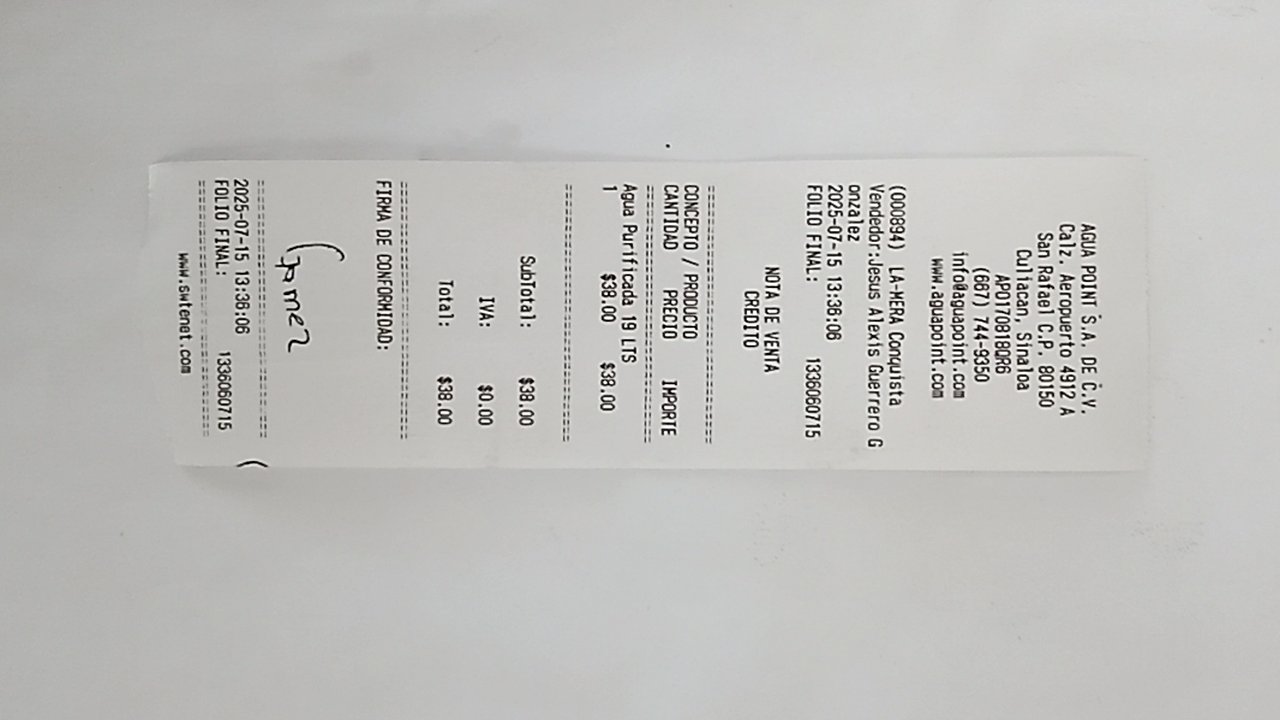 AGUA POINT S.A. DE C.V.
Calz. Aeropuerto 4912 A
San Rafael C.P. 80150
Culiacan, Sinaloa
APO170818QR6
(667) 744-9350
info@aguapoint.com
www.aguapoint.com
(000894) LA-MERA Conquista
Vendedor:Jesus Alexis Guerrero G
onzalez
2025-07-15 13:36:06
FOLIO FINAL: 1336060715
NOTA DE VENTA
CREDITO
================================
CONCEPTO / PRODUCTO
CANTIDAD PRECIO IMPORTE
================================
Agua Purificada 19 LTS
1 $38.00 $38.00
================================
SubTotal: $38.00
IVA: $0.00
Total: $38.00
================================
FIRMA DE CONFORMIDAD:
Gamez
================================
2025-07-15 13:36:06
FOLIO FINAL: 1336060715
================================
www.swfenet.com